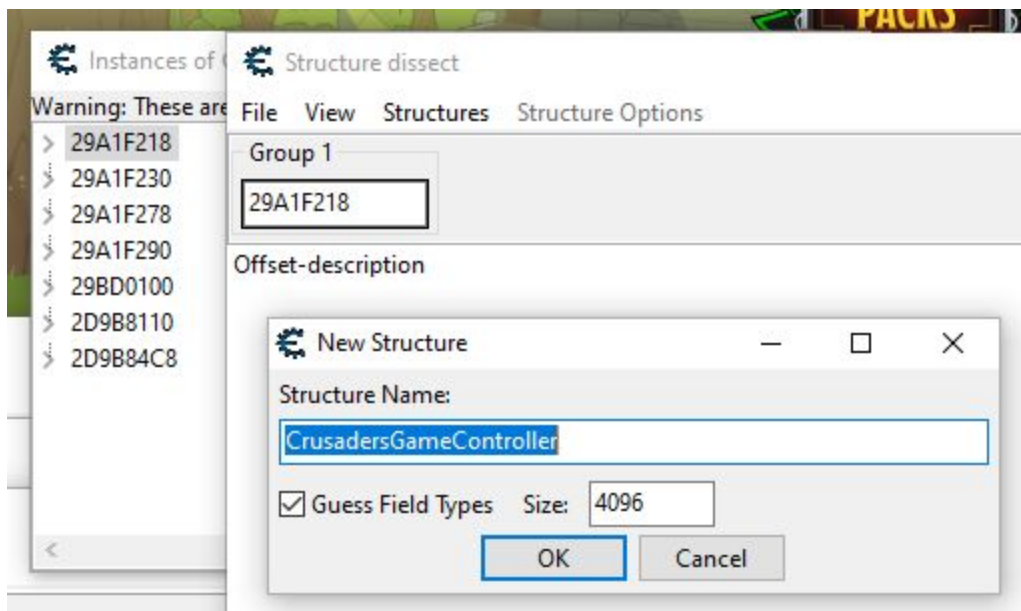 PACKS
Instances of
Warning: These are
29A1F218
29A1F230
29A1F278
29A1F290
29BD0100
2D9B8110
2D9B84C8
Structure dissect
File View Structures Structure Options
Group 1
29A1F218
Offset-description
New Structure
Structure Name:
CrusadersGameController
Guess Field Types Size: 4096
OK Cancel